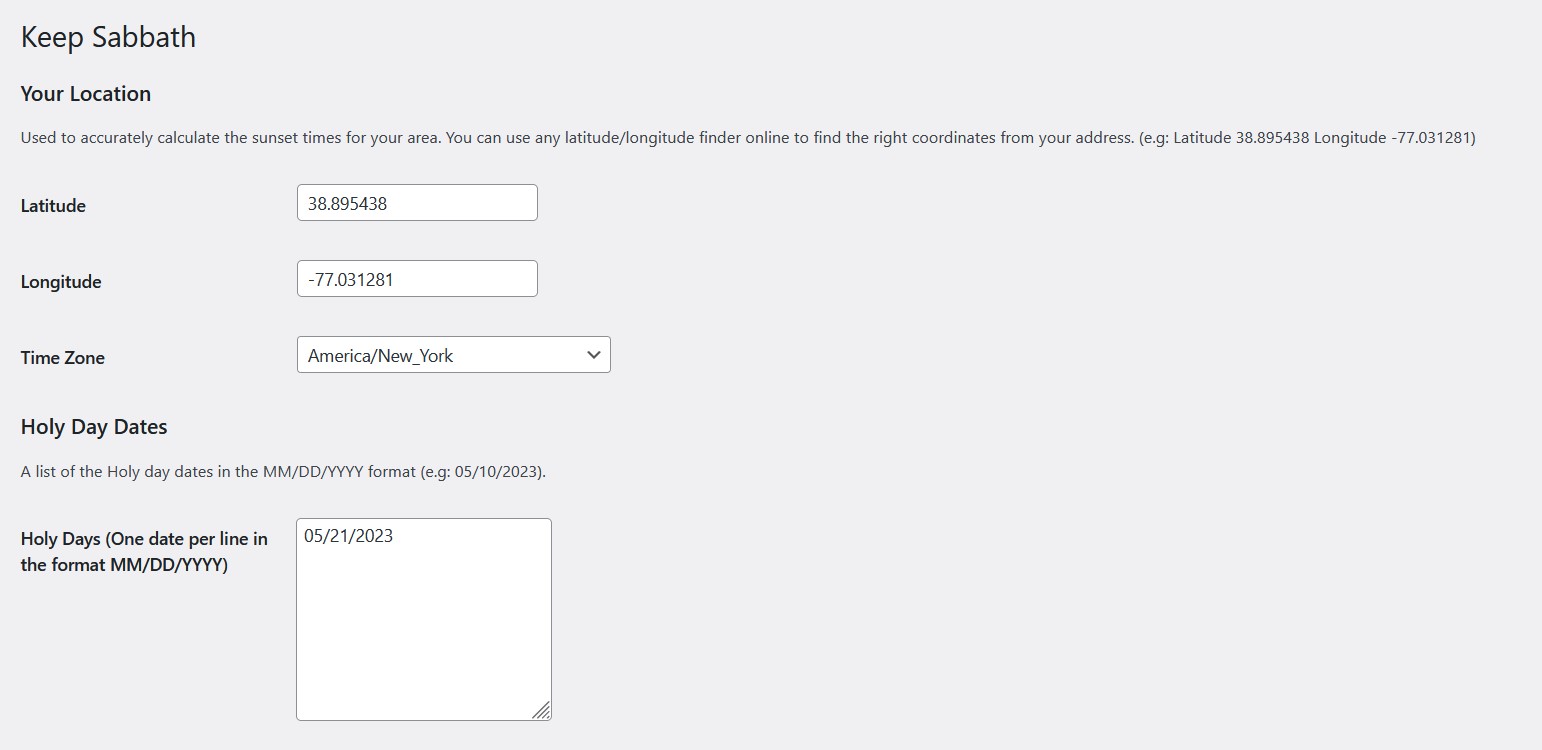 Keep Sabbath
Your Location
Used to accurately calculate the sunset times for your area. You can use any latitude/longitude finder online to find the right coordinates from your address. (e.g: Latitude 38.895438 Longitude -77.031281)
Latitude
38.895438
Longitude
-77.031281
Time Zone
America/New_York
Holy Day Dates
A list of the Holy day dates in the MM/DD/YYYY format (e.g: 05/10/2023).
Holy Days (One date per line in
the format MM/DD/YYYY)
05/21/2023